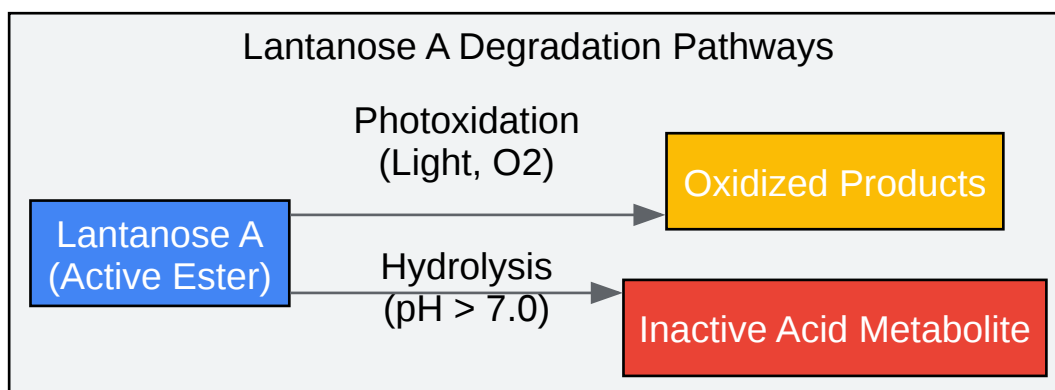 Lantanose A Degradation Pathways
Photoxidation
(Light, O2)
Oxidized Products
Lantanose A
(Active Ester)
Hydrolysis
(pH > 7.0)
Inactive Acid Metabolite